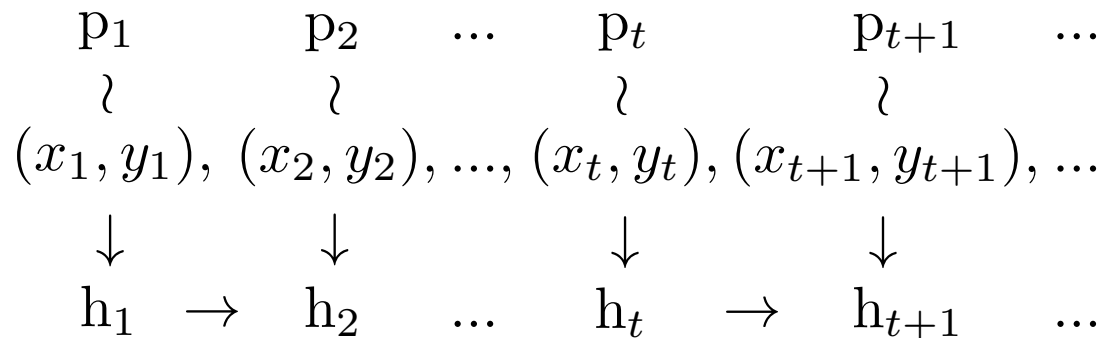 p₁ p₂ ... pₜ pₜ₊₁ ...
≀ ≀ ≀ ≀
(x₁, y₁), (x₂, y₂), ..., (xₜ, yₜ), (xₜ₊₁, yₜ₊₁), ...
↓ ↓ ↓ ↓
h₁ → h₂ ... hₜ → hₜ₊₁ ...